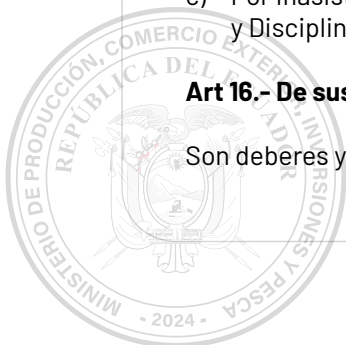 y Disciplin
Art 16.- De sus
Son deberes y
MINISTERIO DE PRODUCCIÓN, COMERCIO EXTERIOR, INVERSIONES Y PESCA
REPÚBLICA DEL ECUADOR
- 2024 -